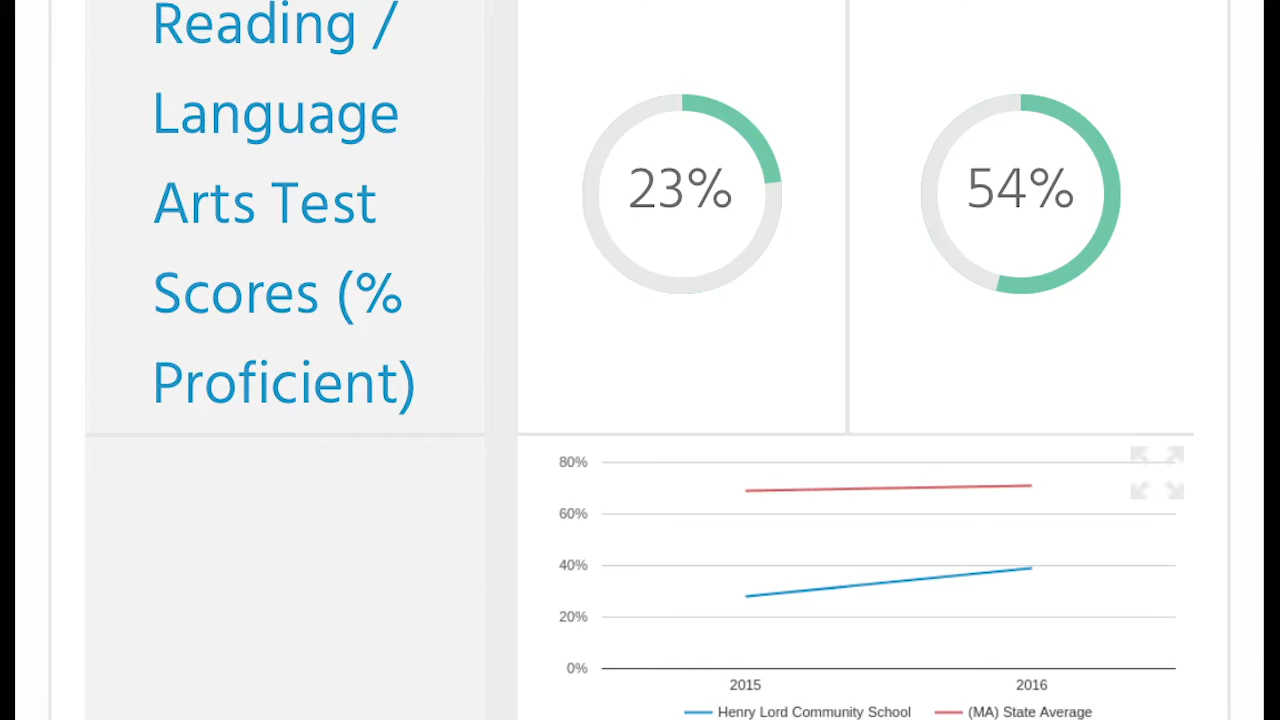 Reading /
Language
Arts Test
Scores (%
Proficient)
23%
54%
80%
60%
40%
20%
0%
2015 2016
Henry Lord Community School (MA) State Average